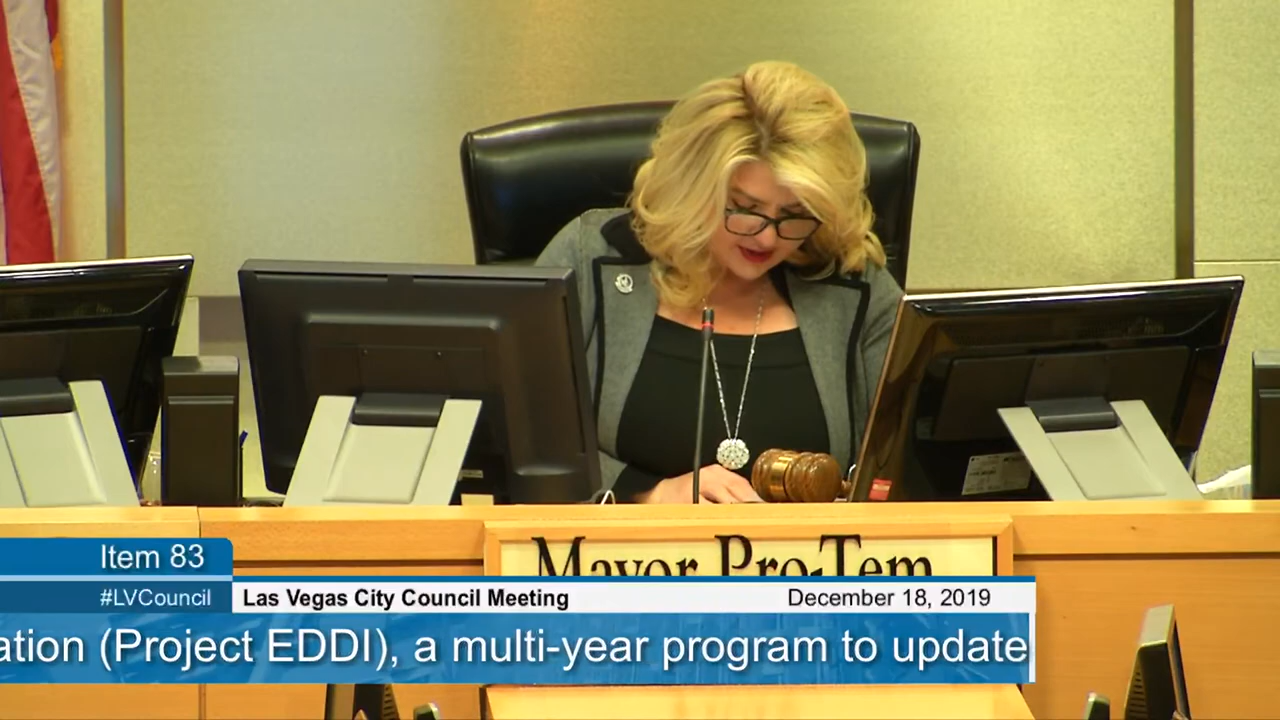 Mayor Pro-Tem
Item 83
#LVCouncil
Las Vegas City Council Meeting
December 18, 2019
ation (Project EDDI), a multi-year program to update